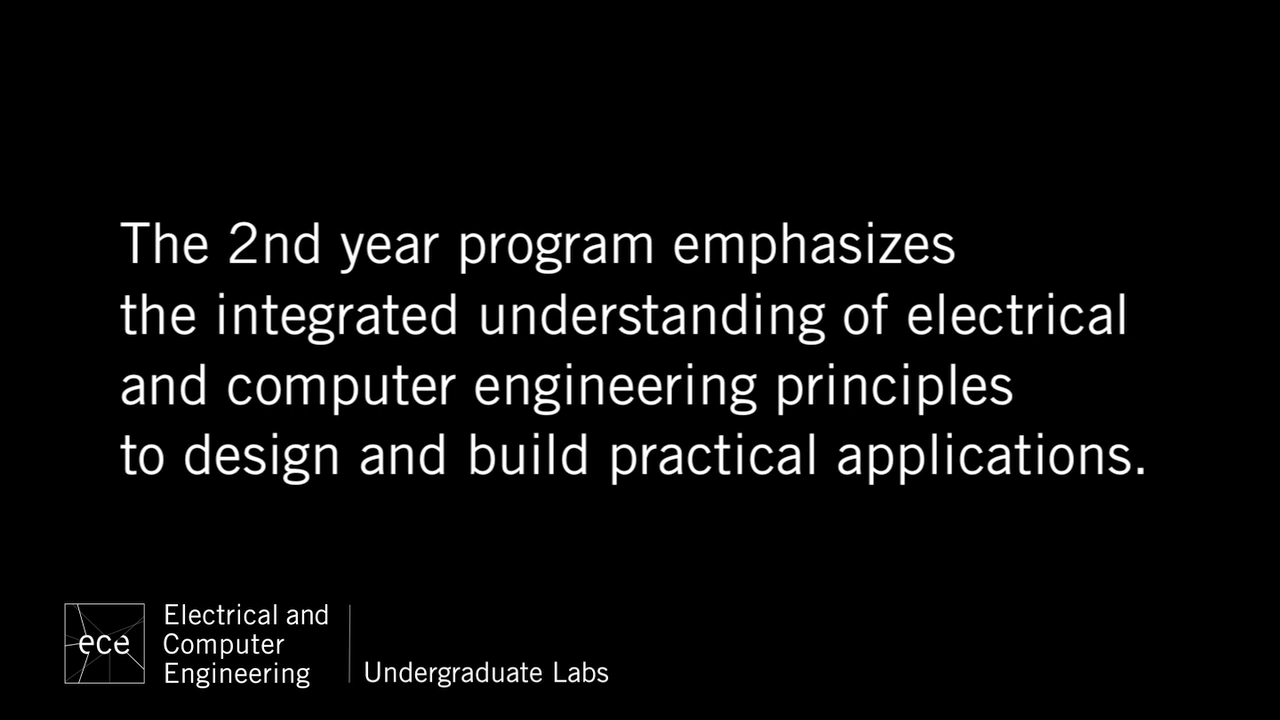 The 2nd year program emphasizes
the integrated understanding of electrical
and computer engineering principles
to design and build practical applications.
ece
Electrical and
Computer
Engineering
Undergraduate Labs